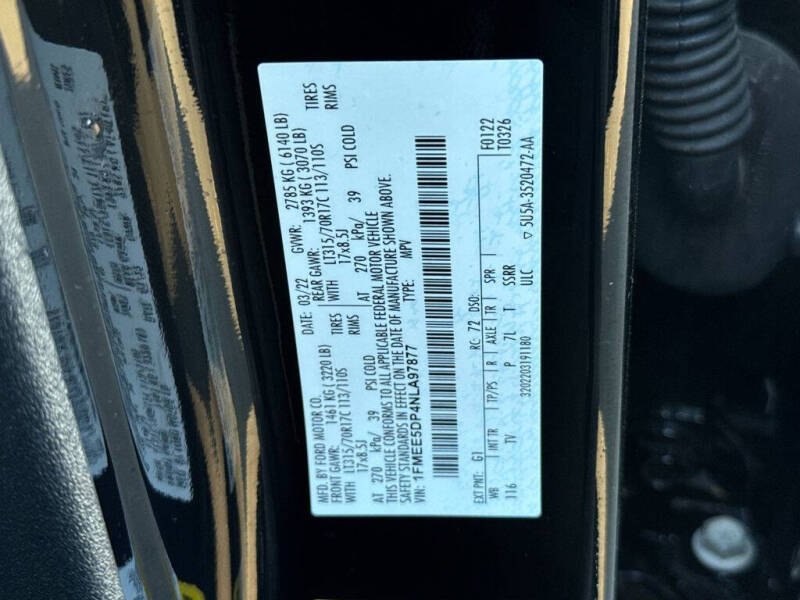 MFD. BY FORD MOTOR CO. DATE: 03/22 GVWR: 2785 KG ( 6140 LB)
FRONT GAWR: 1461 KG ( 3220 LB) REAR GAWR: 1393 KG ( 3070 LB)
WITH LT315/70R17C 113/110S WITH LT315/70R17C 113/110S TIRES
17x8.5J RIMS 17x8.5J RIMS
AT 270 kPa/ 39 PSI COLD AT 270 kPa/ 39 PSI COLD
THIS VEHICLE CONFORMS TO ALL APPLICABLE FEDERAL MOTOR VEHICLE
SAFETY STANDARDS IN EFFECT ON THE DATE OF MANUFACTURE SHOWN ABOVE.
VIN: 1FMEE5DP4NLA97877 TYPE: MPV
F0122
EXT PNT: G1 RC: 72 DSO: T0326
WB INT TR TP/PS R AXLE TR SPR:
116 TV P 7L T SSRR
3202203191180 ULC ▽ 5U5A-3520472-AA